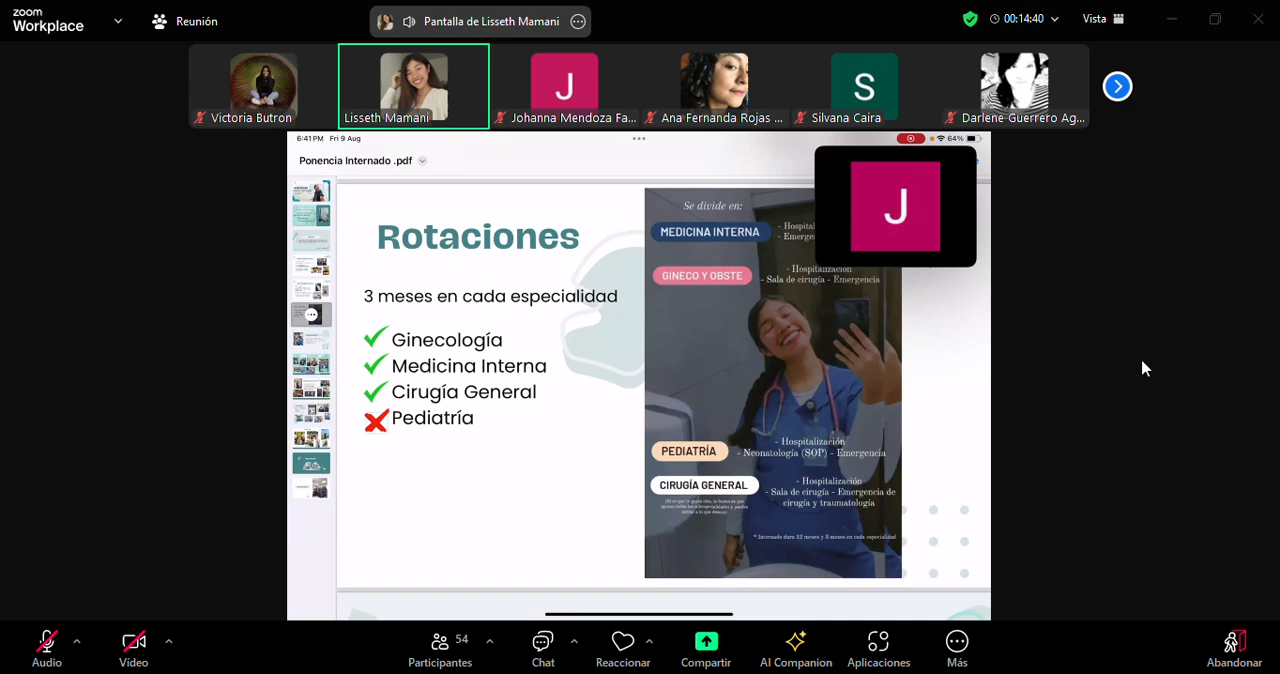 zoom
Workplace
Reunión
Pantalla de Lisseth Mamani
00:14:40
Vista
Victoria Butron
Lisseth Mamani
J
Johanna Mendoza Fa...
Ana Fernanda Rojas ...
S
Silvana Caira
Darlene Guerrero Ag...
6:41 PM Fri 9 Aug
64%
Ponencia Internado .pdf
J
Rotaciones
3 meses en cada especialidad
Ginecología
Medicina Interna
Cirugía General
Pediatría
Se divide en:
MEDICINA INTERNA
- Hospital
- Emerge
GINECO Y OBSTE
- Hospitalización
- Sala de cirugía - Emergencia
PEDIATRÍA
- Hospitalización
- Neonatología (SOP) - Emergencia
CIRUGÍA GENERAL
- Hospitalización
- Sala de cirugía - Emergencia de
cirugía y traumatología
* Internado dura 12 meses y 3 meses en cada especialidad
Audio
Vídeo
54
Participantes
Chat
Reaccionar
Compartir
AI Companion
Aplicaciones
Más
Abandonar